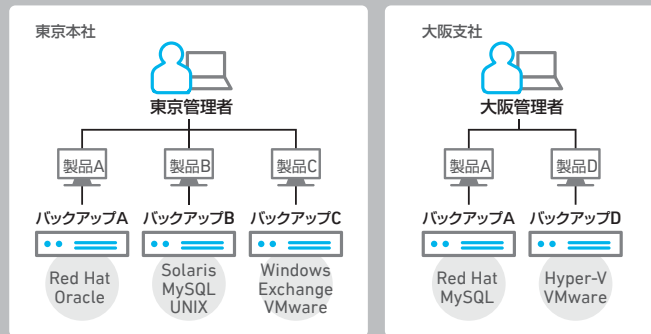 東京本社
東京管理者
製品A
製品B
製品C
バックアップA
バックアップB
バックアップC
Red Hat
Oracle
Solaris
MySQL
UNIX
Windows
Exchange
VMware
大阪支社
大阪管理者
製品A
製品D
バックアップA
バックアップD
Red Hat
MySQL
Hyper-V
VMware